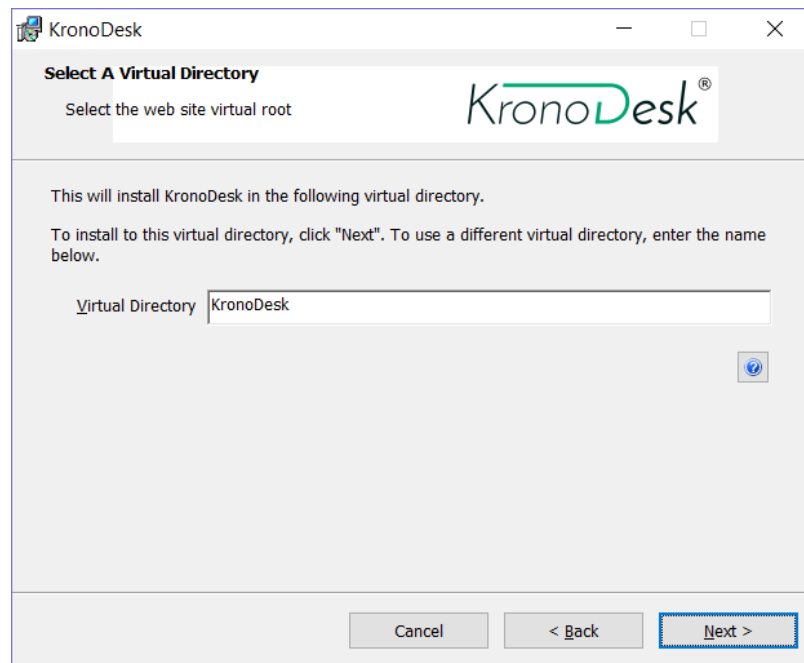 KronoDesk
Select A Virtual Directory
Select the web site virtual root
KronoDesk®
This will install KronoDesk in the following virtual directory.
To install to this virtual directory, click "Next". To use a different virtual directory, enter the name
below.
Virtual Directory KronoDesk
Cancel < Back Next >